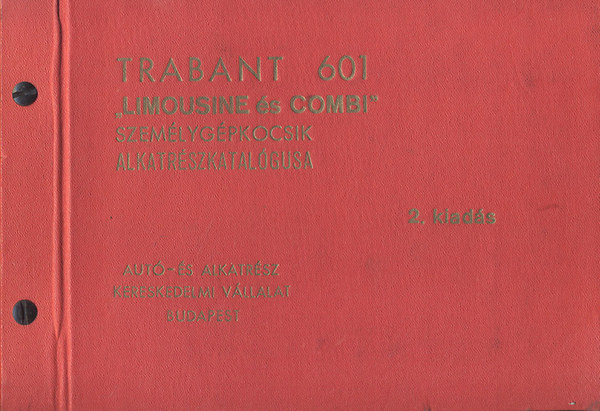 TRABANT 601
„LIMOUSINE és COMBI"
SZEMÉLYGÉPKOCSIK
ALKATRÉSZKATALÓGUSA
2. kiadás
AUTÓ-ÉS ALKATRÉSZ
KERESKEDELMI VÁLLALAT
BUDAPEST